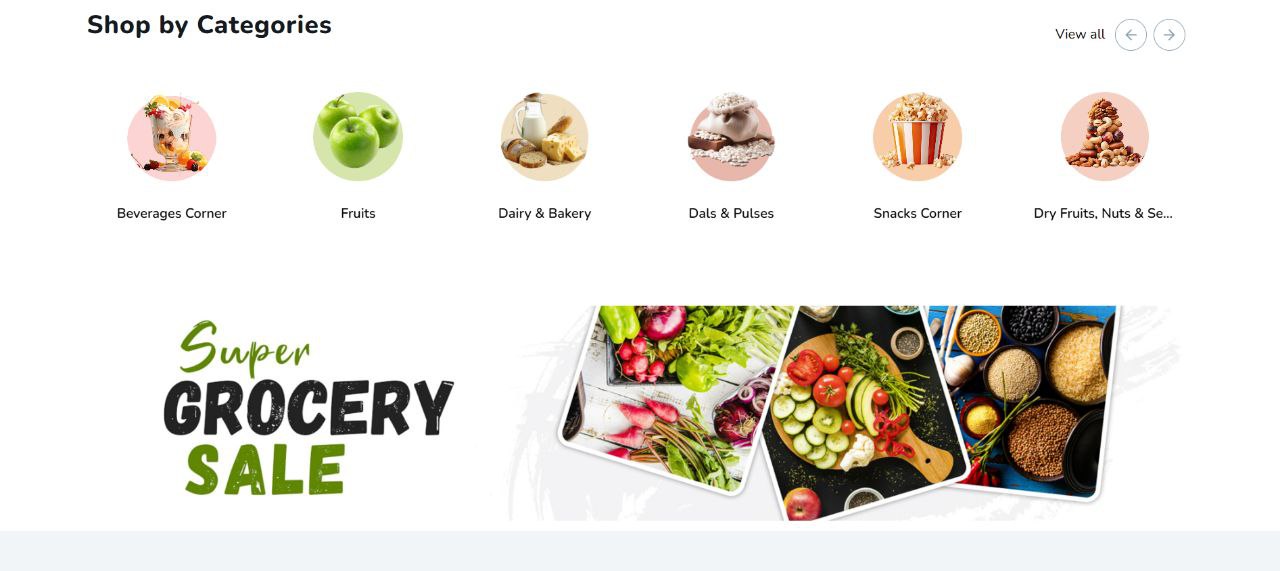 Shop by Categories
View all
Beverages Corner
Fruits
Dairy & Bakery
Dals & Pulses
Snacks Corner
Dry Fruits, Nuts & Se...
Super
GROCERY
SALE